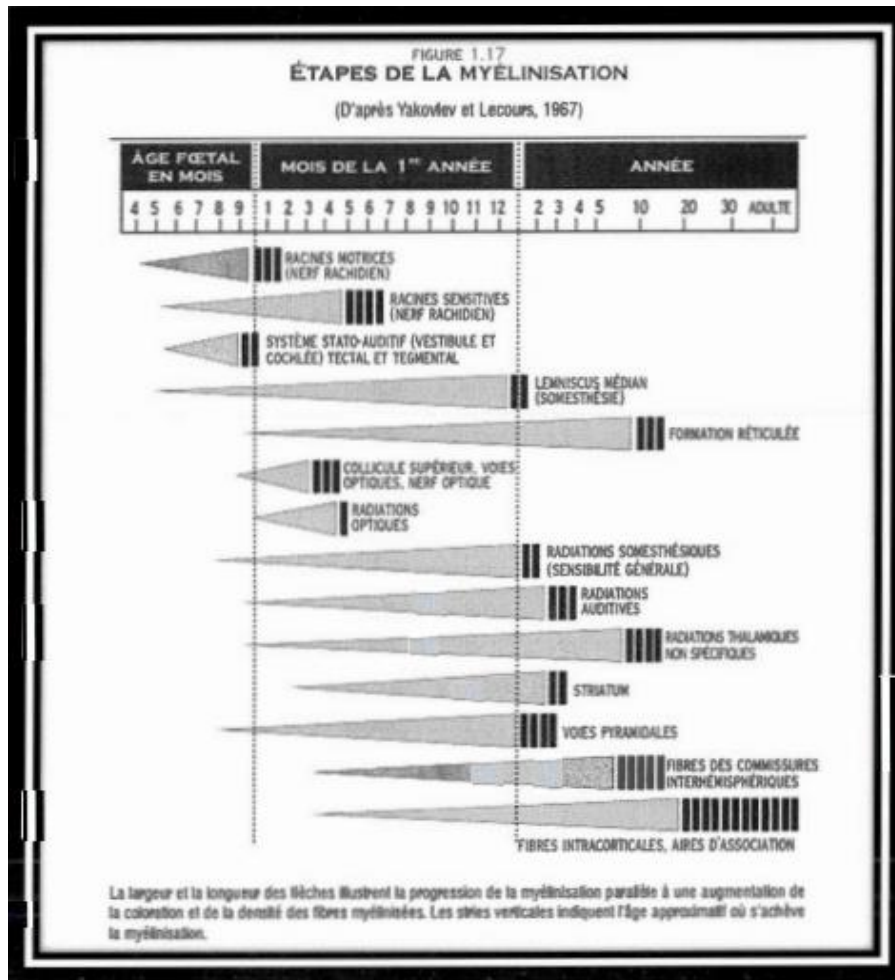 FIGURE 1.17
ÉTAPES DE LA MYÉLINISATION
(D'après Yakovlev et Lecours, 1967)
ÂGE FŒTAL
EN MOIS
MOIS DE LA 1re ANNÉE
ANNÉE
4 5 6 7 8 9 1 2 3 4 5 6 7 8 9 10 11 12 2 3 4 5 10 20 30 ADULTE
RACINES MOTRICES
(NERF RACHIDIEN)
RACINES SENSITIVES
(NERF RACHIDIEN)
SYSTÈME STATO-AUDITIF (VESTIBULE ET
COCHLÉE) TECTAL ET TEGMENTAL
LEMNISCUS MÉDIAN
(SOMESTHÉSIE)
FORMATION RÉTICULÉE
COLLICULE SUPÉRIEUR, VOIES
OPTIQUES, NERF OPTIQUE
RADIATIONS
OPTIQUES
RADIATIONS SOMESTHÉSIQUES
(SENSIBILITÉ GÉNÉRALE)
RADIATIONS
AUDITIVES
RADIATIONS THALAMIQUES
NON SPÉCIFIQUES
STRIATUM
VOIES PYRAMIDALES
FIBRES DES COMMISSURES
INTERHÉMISPHÉRIQUES
FIBRES INTRACORTICALES, AIRES D'ASSOCIATION
La largeur et la longueur des flèches illustrent la progression de la myélinisation parallèle à une augmentation de
la coloration et de la densité des fibres myélinisées. Les stries verticales indiquent l'âge approximatif où s'achève
la myélinisation.